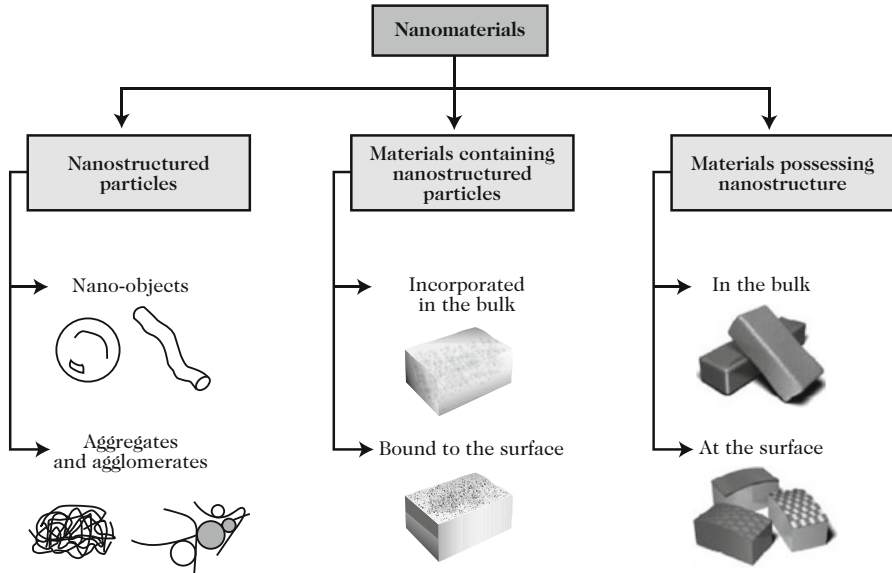 Nanomaterials
Nanostructured
particles
Materials containing
nanostructured
particles
Materials possessing
nanostructure
Nano-objects
Incorporated
in the bulk
In the bulk
Aggregates
and agglomerates
Bound to the surface
At the surface